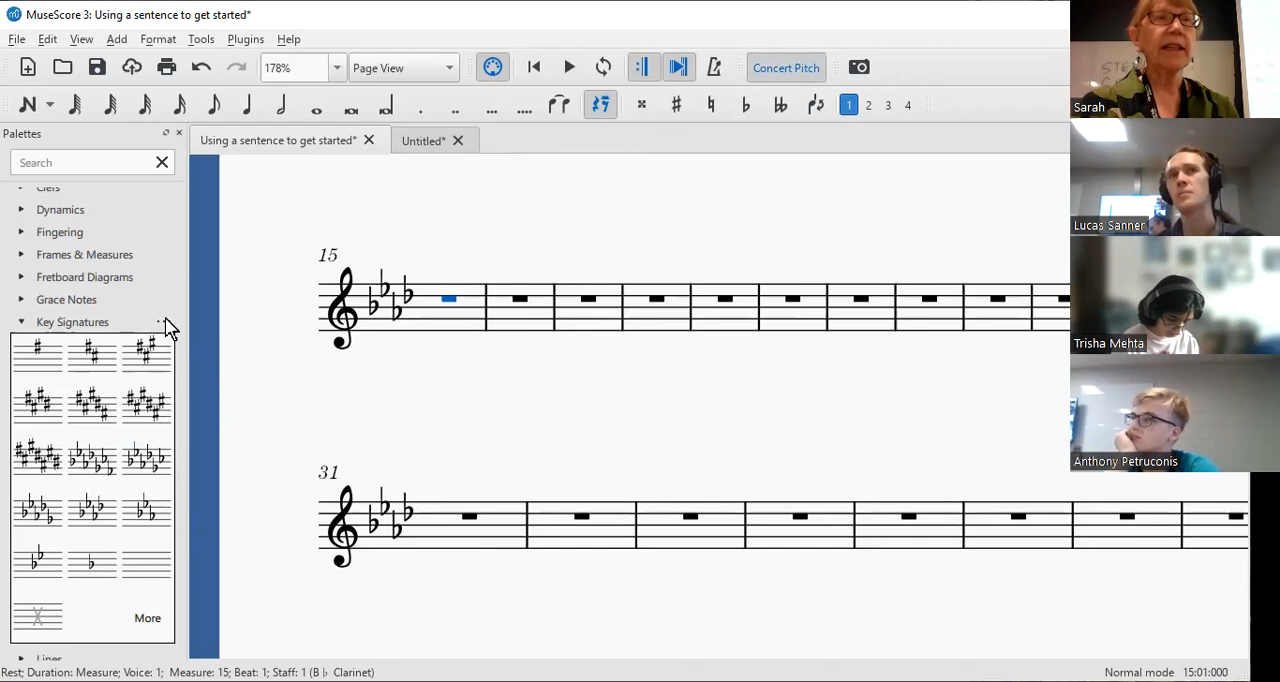 MuseScore 3: Using a sentence to get started*
File Edit View Add Format Tools Plugins Help
178% Page View Concert Pitch
1 2 3 4
Palettes
Using a sentence to get started* Untitled*
Search
Clefs
Dynamics
Fingering
Frames & Measures
Fretboard Diagrams
Grace Notes
Key Signatures
More
Lines
15
31
Sarah
Lucas Sanner
Trisha Mehta
Anthony Petruconis
Rest; Duration: Measure; Voice: 1; Measure: 15; Beat: 1; Staff: 1 (B♭ Clarinet) Normal mode 15:01:000